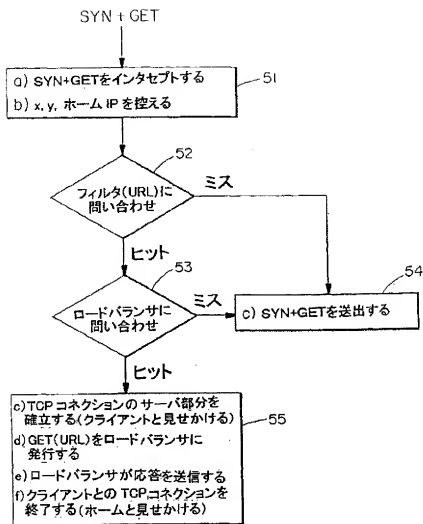 SYN + GET
a) SYN+GETをインタセプトする
b) x, y, ホーム IP を控える
51
52
フィルタ(URL)に
問い合わせ
ミス
ヒット
53
54
ロードバランサに
問い合わせ
ミス
c) SYN+GETを送出する
ヒット
c)TCPコネクションのサーバ部分を
確立する(クライアントと見せかける)
d)GET(URL)をロードバランサに
発行する
55
e)ロードバランサが応答を送信する
f)クライアントとの TCPコネクションを
終了する(ホームと見せかける)